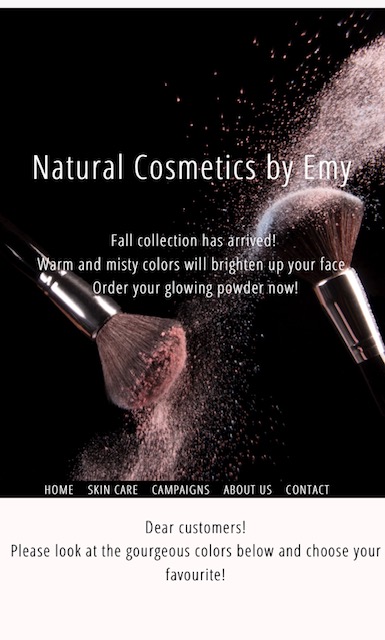 Natural Cosmetics by Emy
Fall collection has arrived!
Warm and misty colors will brighten up your face.
Order your glowing powder now!
HOME SKIN CARE CAMPAIGNS ABOUT US CONTACT
Dear customers!
Please look at the gourgeous colors below and choose your
favourite!